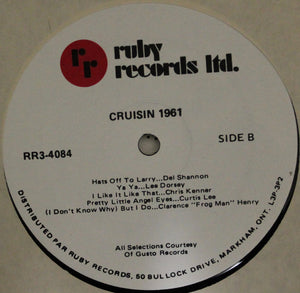 rr
ruby
records ltd.
CRUISIN 1961
RR3-4084
SIDE B
Hats Off To Larry...Del Shannon
Ya Ya...Lee Dorsey
I Like It Like That...Chris Kenner
Pretty Little Angel Eyes...Curtis Lee
(I Don't Know Why) But I Do...Clarence "Frog Man" Henry
All Selections Courtesy
Of Gusto Records
DISTRIBUTED PAR RUBY RECORDS, 50 BULLOCK DRIVE, MARKHAM, ONT. L3P-3P2